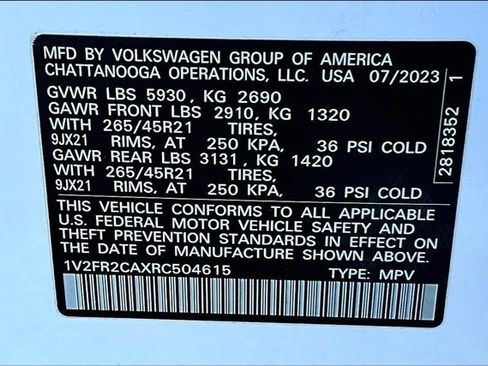 MFD BY VOLKSWAGEN GROUP OF AMERICA
CHATTANOOGA OPERATIONS, LLC. USA 07/2023
GVWR LBS 5930, KG 2690
GAWR FRONT LBS 2910, KG 1320
WITH 265/45R21 TIRES,
9JX21 RIMS, AT 250 KPA, 36 PSI COLD
GAWR REAR LBS 3131, KG 1420
WITH 265/45R21 TIRES,
9JX21 RIMS, AT 250 KPA, 36 PSI COLD
THIS VEHICLE CONFORMS TO ALL APPLICABLE
U.S. FEDERAL MOTOR VEHICLE SAFETY AND
THEFT PREVENTION STANDARDS IN EFFECT ON
THE DATE OF MANUFACTURE SHOWN ABOVE.
1V2FR2CAXRC504615 TYPE: MPV
2818352 1